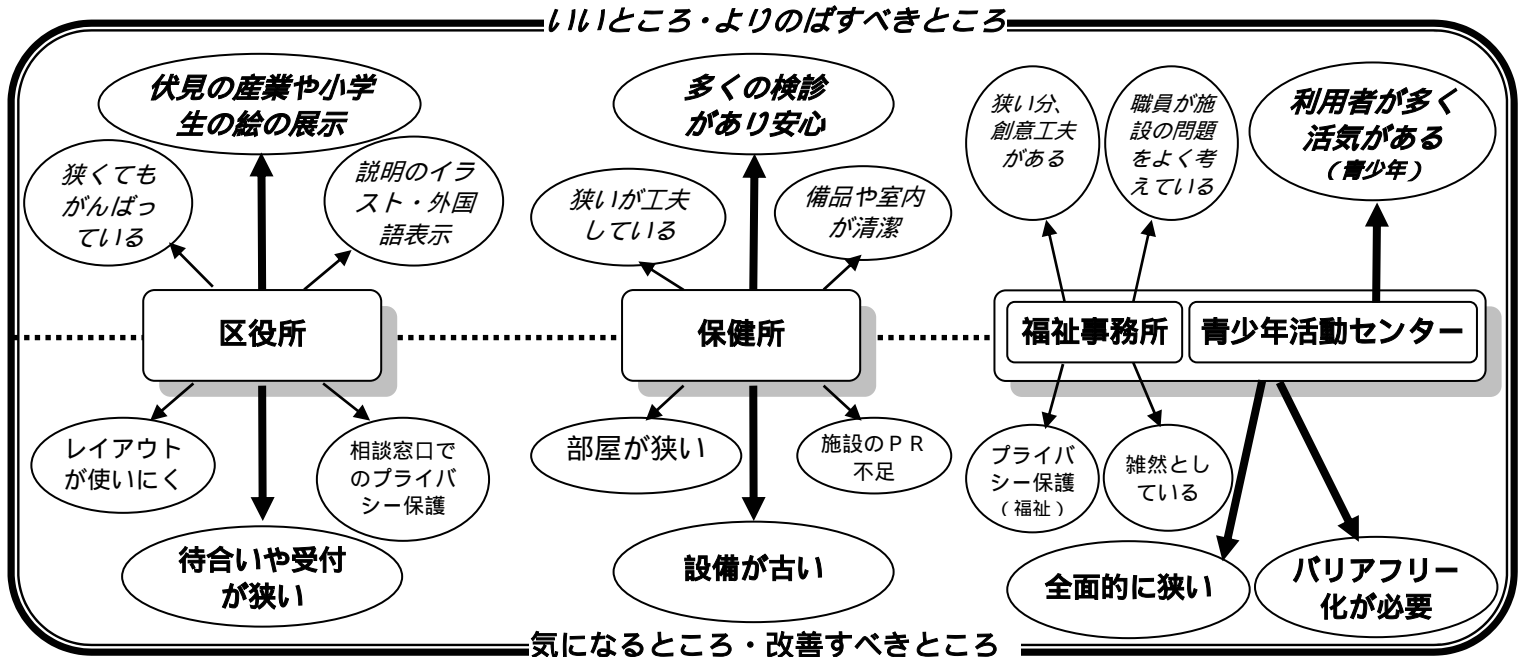 いいところ・よりのばすべきところ
伏見の産業や小学
生の絵の展示
狭くても
がんばっ
ている
説明のイラ
スト・外国
語表示
多くの検診
があり安心
狭いが工夫
している
備品や室内
が清潔
狭い分、
創意工夫
がある
職員が施
設の問題
をよく考
えている
利用者が多く
活気がある
（青少年）
区役所
保健所
福祉事務所
青少年活動センター
レイアウト
が使いにく
相談窓口で
のプライバ
シー保護
待合いや受付
が狭い
部屋が狭い
施設のＰＲ
不足
設備が古い
プライバ
シー保護
（福祉）
雑然とし
ている
全面的に狭い
バリアフリー
化が必要
気になるところ・改善すべきところ